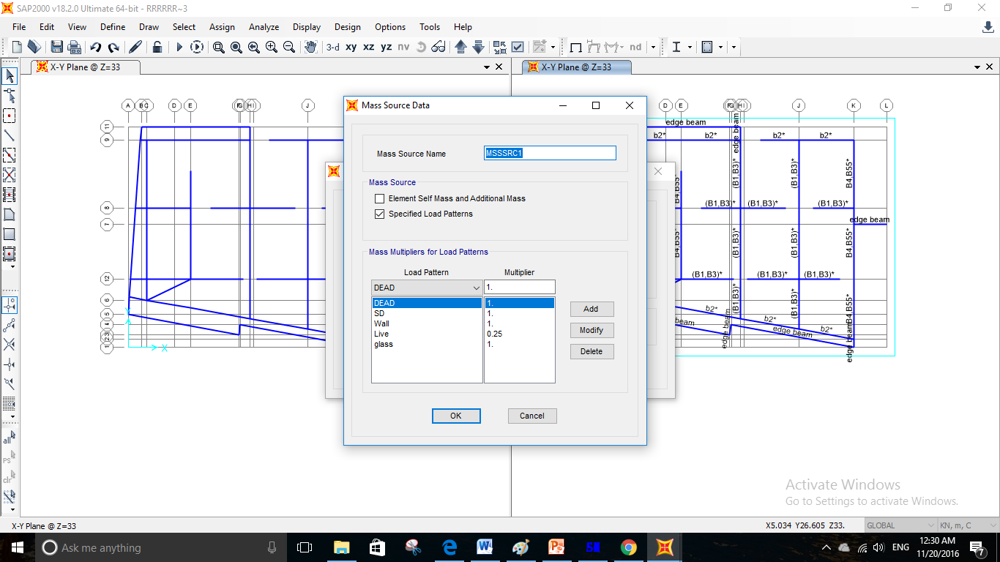 SAP2000 v18.2.0 Ultimate 64-bit - RRRRRR~3
File Edit View Define Draw Select Assign Analyze Display Design Options Tools Help
3-d xy xz yz nv nd
X-Y Plane @ Z=33
X-Y Plane @ Z=33
A B C D E F G H I J
D E F G H I J K L
11
9
8
7
12
6
5
4
3
2
1
Y
X
Mass Source Data
Mass Source Name MSSSRC1
Mass Source
Element Self Mass and Additional Mass
Specified Load Patterns
Mass Multipliers for Load Patterns
Load Pattern Multiplier
DEAD 1.
DEAD 1.
SD 1.
Wall 1.
Live 0.25
glass 1.
Add
Modify
Delete
OK Cancel
edge beam
edge beam
b2* b2* b2* b2*
B4,B55* (B1,B3)* (B1,B3)* B4,B55*
(B1,B3)* (B1,B3)* (B1,B3)*
edge beam
B4,B55* (B1,B3)* (B1,B3)* B4,B55*
(B1,B3)* (B1,B3)* (B1,B3)*
(B1,B3)* (B1,B3)* B4,B55*
b2* b2* b2*
beam edge beam edge beam edge beam
all
PS
clr
Activate Windows
Go to Settings to activate Windows.
X-Y Plane @ Z=33
X5.034 Y26.605 Z33.
GLOBAL
KN, m, C
Ask me anything
ENG
12:30 AM
11/20/2016
7